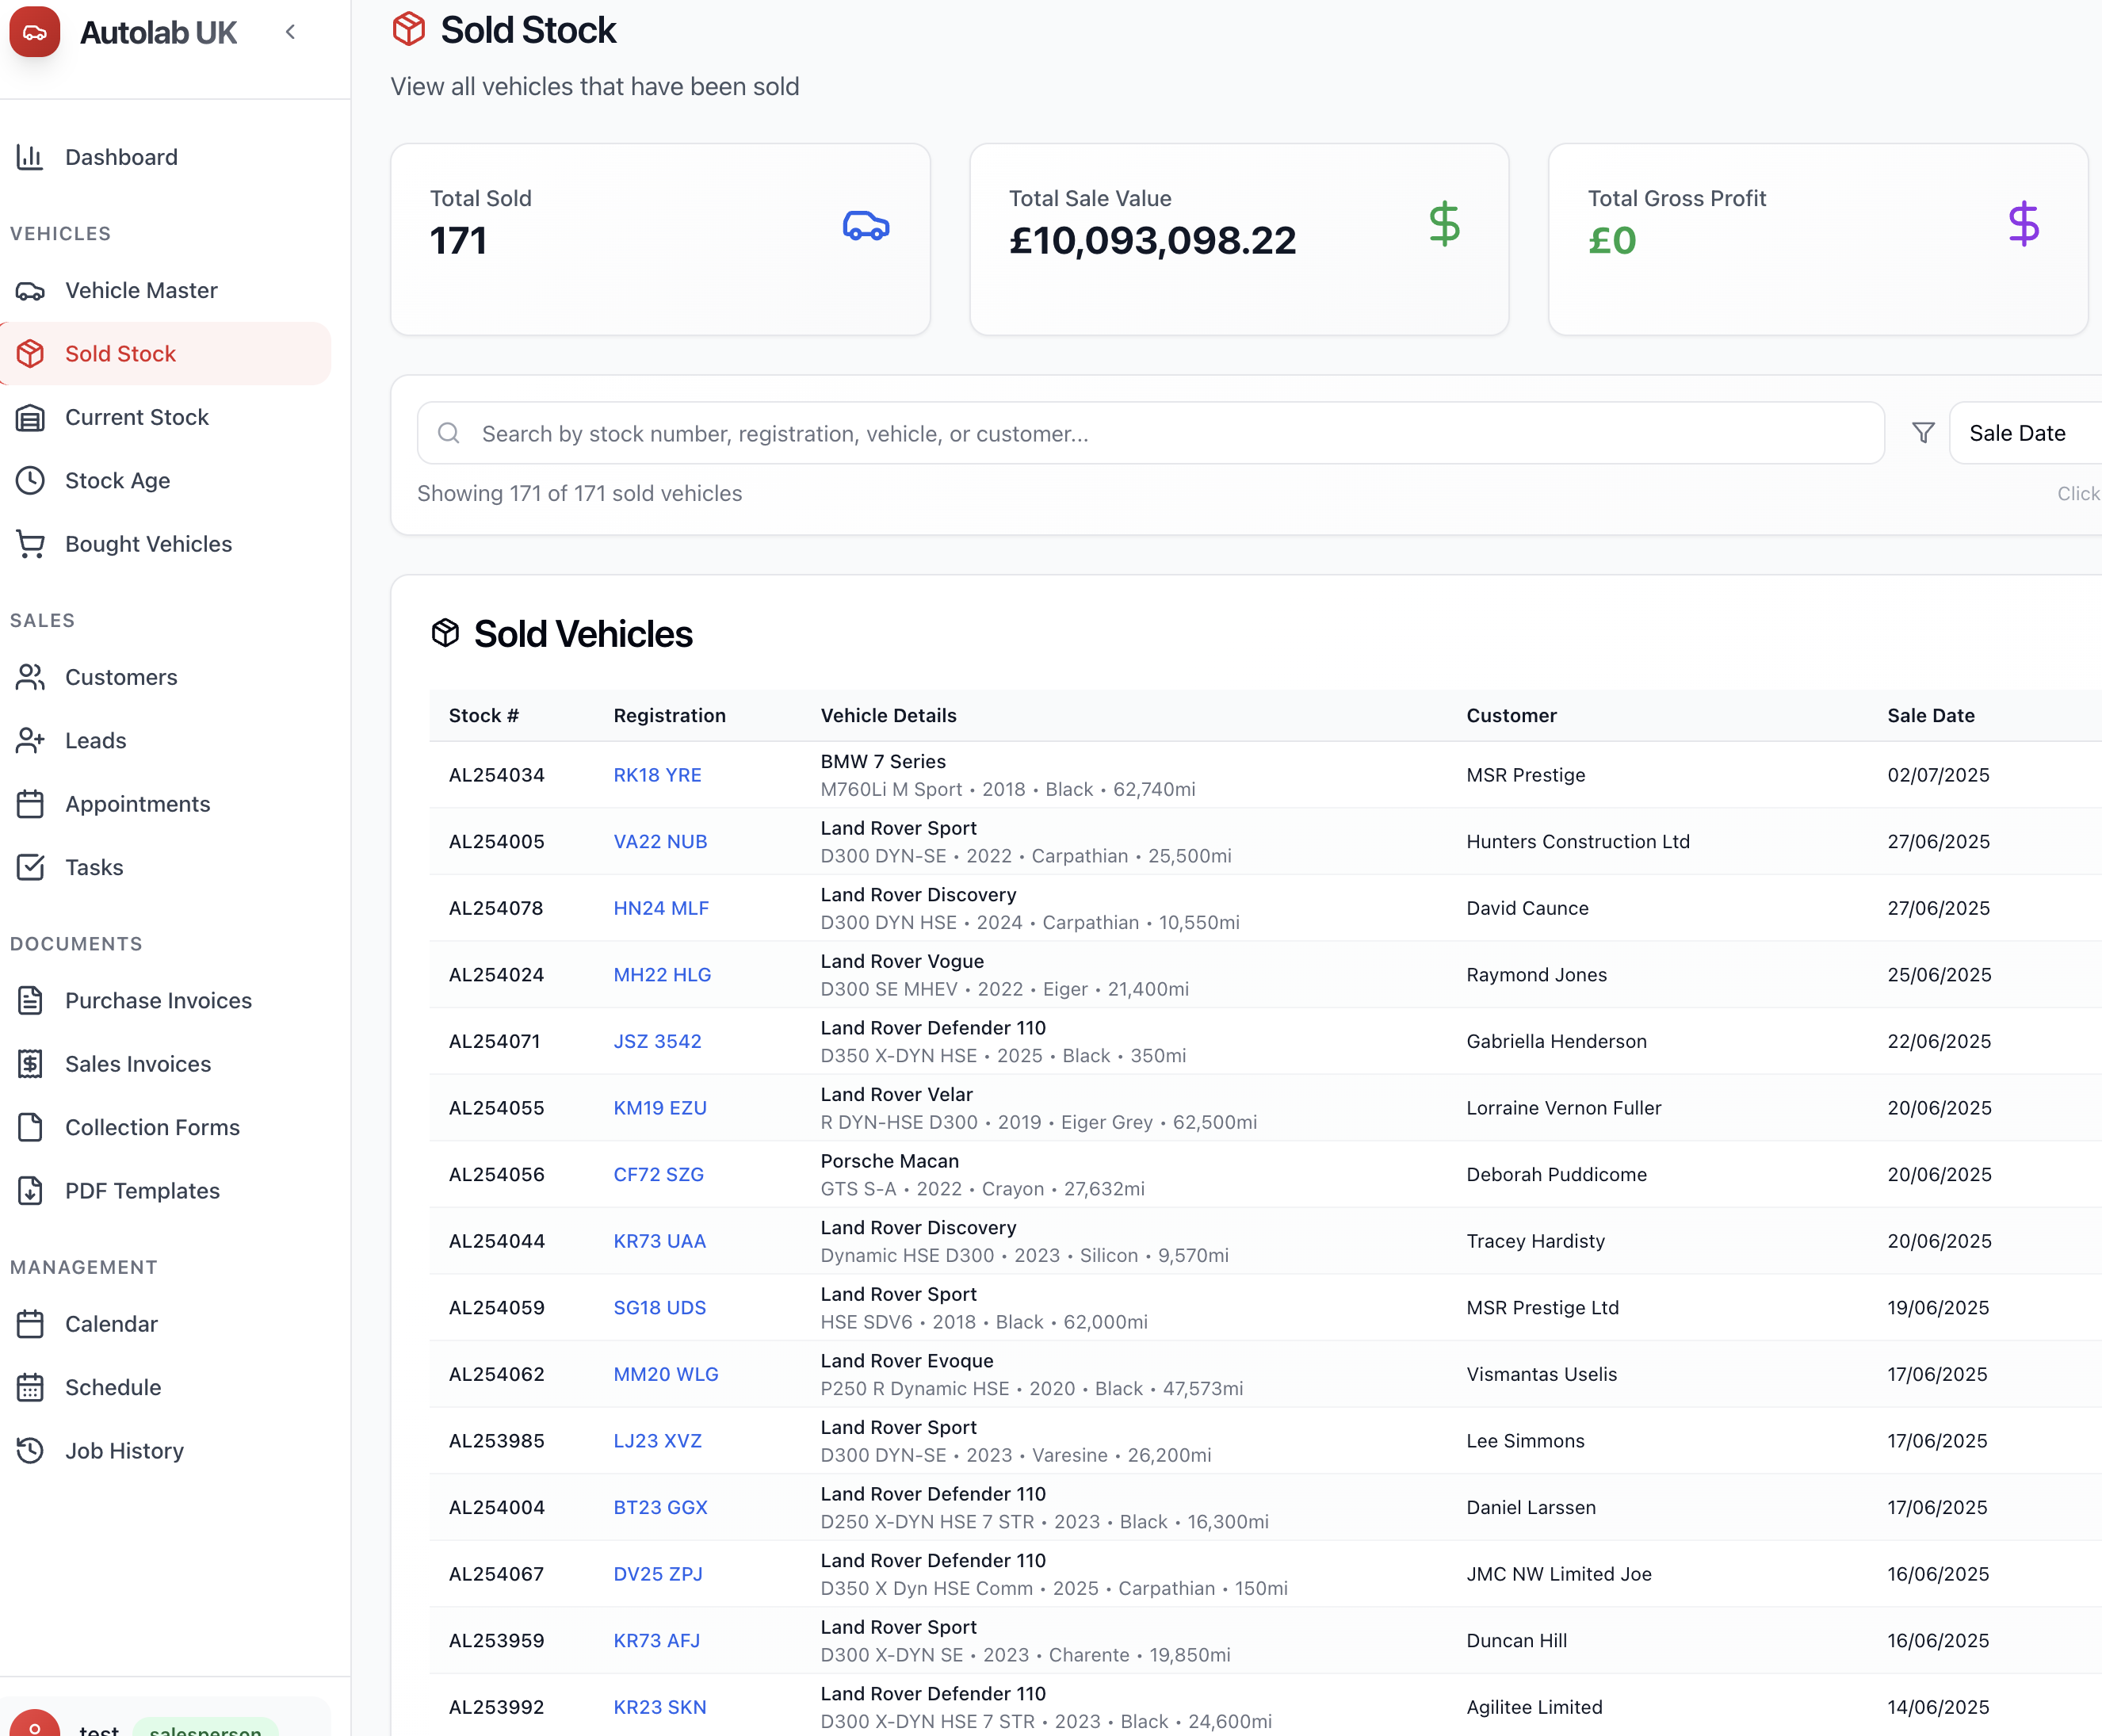 Autolab UK
Dashboard
VEHICLES
Vehicle Master
Sold Stock
Current Stock
Stock Age
Bought Vehicles
SALES
Customers
Leads
Appointments
Tasks
DOCUMENTS
Purchase Invoices
Sales Invoices
Collection Forms
PDF Templates
MANAGEMENT
Calendar
Schedule
Job History
test salesperson
Sold Stock
View all vehicles that have been sold
Total Sold
171
Total Sale Value
£10,093,098.22
Total Gross Profit
£0
Search by stock number, registration, vehicle, or customer...
Sale Date
Showing 171 of 171 sold vehicles
Click
Sold Vehicles
Stock # Registration Vehicle Details Customer Sale Date
AL254034 RK18 YRE BMW 7 Series MSR Prestige 02/07/2025
M760Li M Sport • 2018 • Black • 62,740mi
AL254005 VA22 NUB Land Rover Sport Hunters Construction Ltd 27/06/2025
D300 DYN-SE • 2022 • Carpathian • 25,500mi
AL254078 HN24 MLF Land Rover Discovery David Caunce 27/06/2025
D300 DYN HSE • 2024 • Carpathian • 10,550mi
AL254024 MH22 HLG Land Rover Vogue Raymond Jones 25/06/2025
D300 SE MHEV • 2022 • Eiger • 21,400mi
AL254071 JSZ 3542 Land Rover Defender 110 Gabriella Henderson 22/06/2025
D350 X-DYN HSE • 2025 • Black • 350mi
AL254055 KM19 EZU Land Rover Velar Lorraine Vernon Fuller 20/06/2025
R DYN-HSE D300 • 2019 • Eiger Grey • 62,500mi
AL254056 CF72 SZG Porsche Macan Deborah Puddicome 20/06/2025
GTS S-A • 2022 • Crayon • 27,632mi
AL254044 KR73 UAA Land Rover Discovery Tracey Hardisty 20/06/2025
Dynamic HSE D300 • 2023 • Silicon • 9,570mi
AL254059 SG18 UDS Land Rover Sport MSR Prestige Ltd 19/06/2025
HSE SDV6 • 2018 • Black • 62,000mi
AL254062 MM20 WLG Land Rover Evoque Vismantas Uselis 17/06/2025
P250 R Dynamic HSE • 2020 • Black • 47,573mi
AL253985 LJ23 XVZ Land Rover Sport Lee Simmons 17/06/2025
D300 DYN-SE • 2023 • Varesine • 26,200mi
AL254004 BT23 GGX Land Rover Defender 110 Daniel Larssen 17/06/2025
D250 X-DYN HSE 7 STR • 2023 • Black • 16,300mi
AL254067 DV25 ZPJ Land Rover Defender 110 JMC NW Limited Joe 16/06/2025
D350 X Dyn HSE Comm • 2025 • Carpathian • 150mi
AL253959 KR73 AFJ Land Rover Sport Duncan Hill 16/06/2025
D300 X-DYN SE • 2023 • Charente • 19,850mi
AL253992 KR23 SKN Land Rover Defender 110 Agilitee Limited 14/06/2025
D300 X-DYN HSE 7 STR • 2023 • Black • 24,600mi